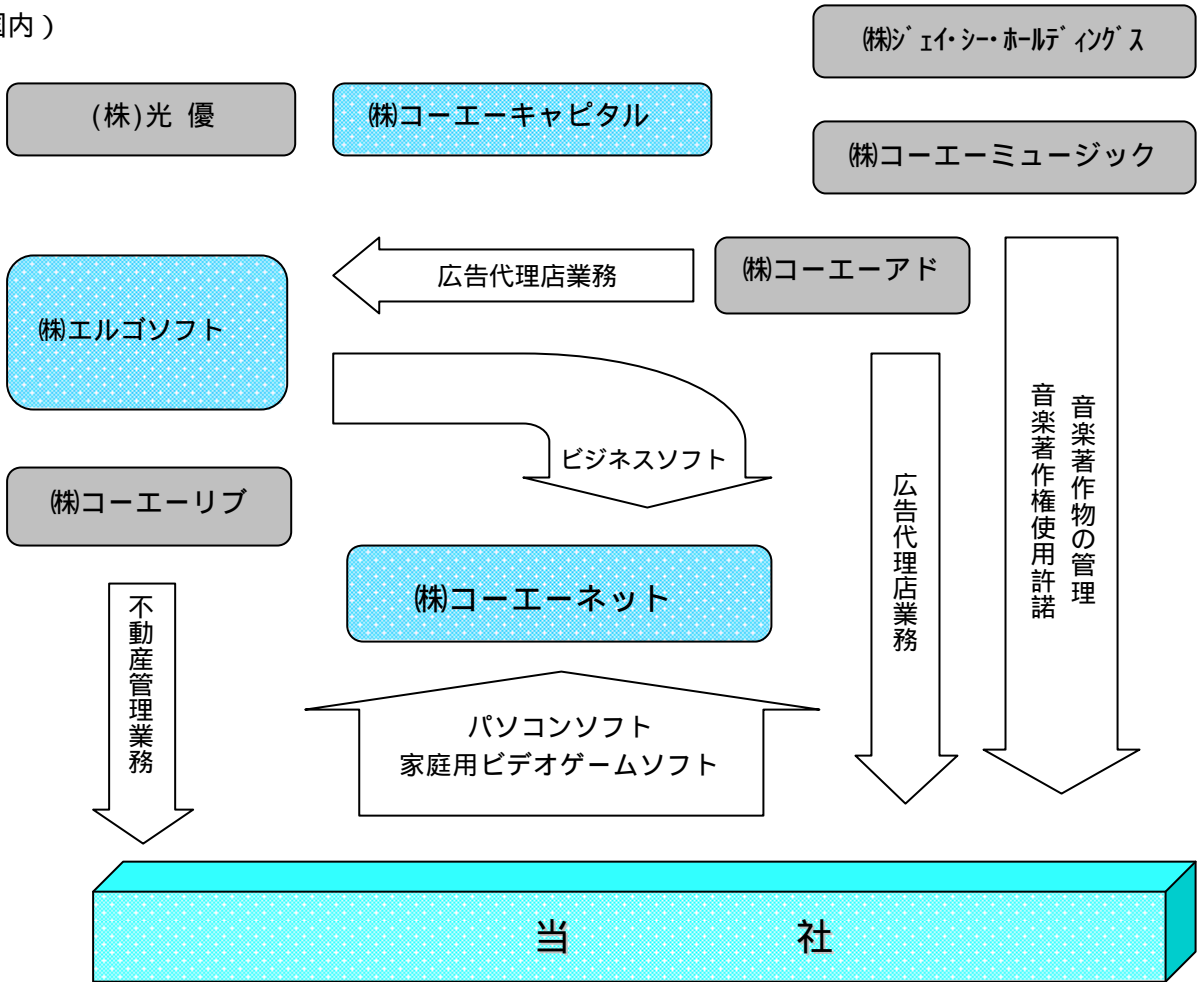 内)
㈱ｼﾞｪｲ･ｼｰ･ﾎｰﾙﾃﾞｨﾝｸﾞｽ
(株)光 優
㈱コーエーキャピタル
㈱コーエーミュージック
広告代理店業務
㈱コーエーアド
㈱エルゴソフト
ビジネスソフト
㈱コーエーリブ
㈱コーエーネット
不動産管理業務
パソコンソフト
家庭用ビデオゲームソフト
広告代理店業務
音楽著作物の管理
音楽著作権使用許諾
当 社